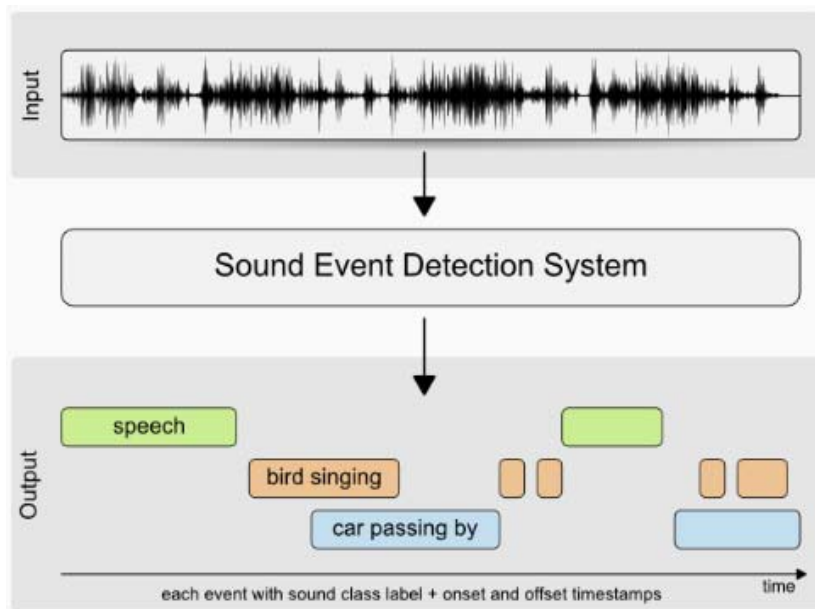 Input
Sound Event Detection System
Output
speech
bird singing
car passing by
time
each event with sound class label + onset and offset timestamps